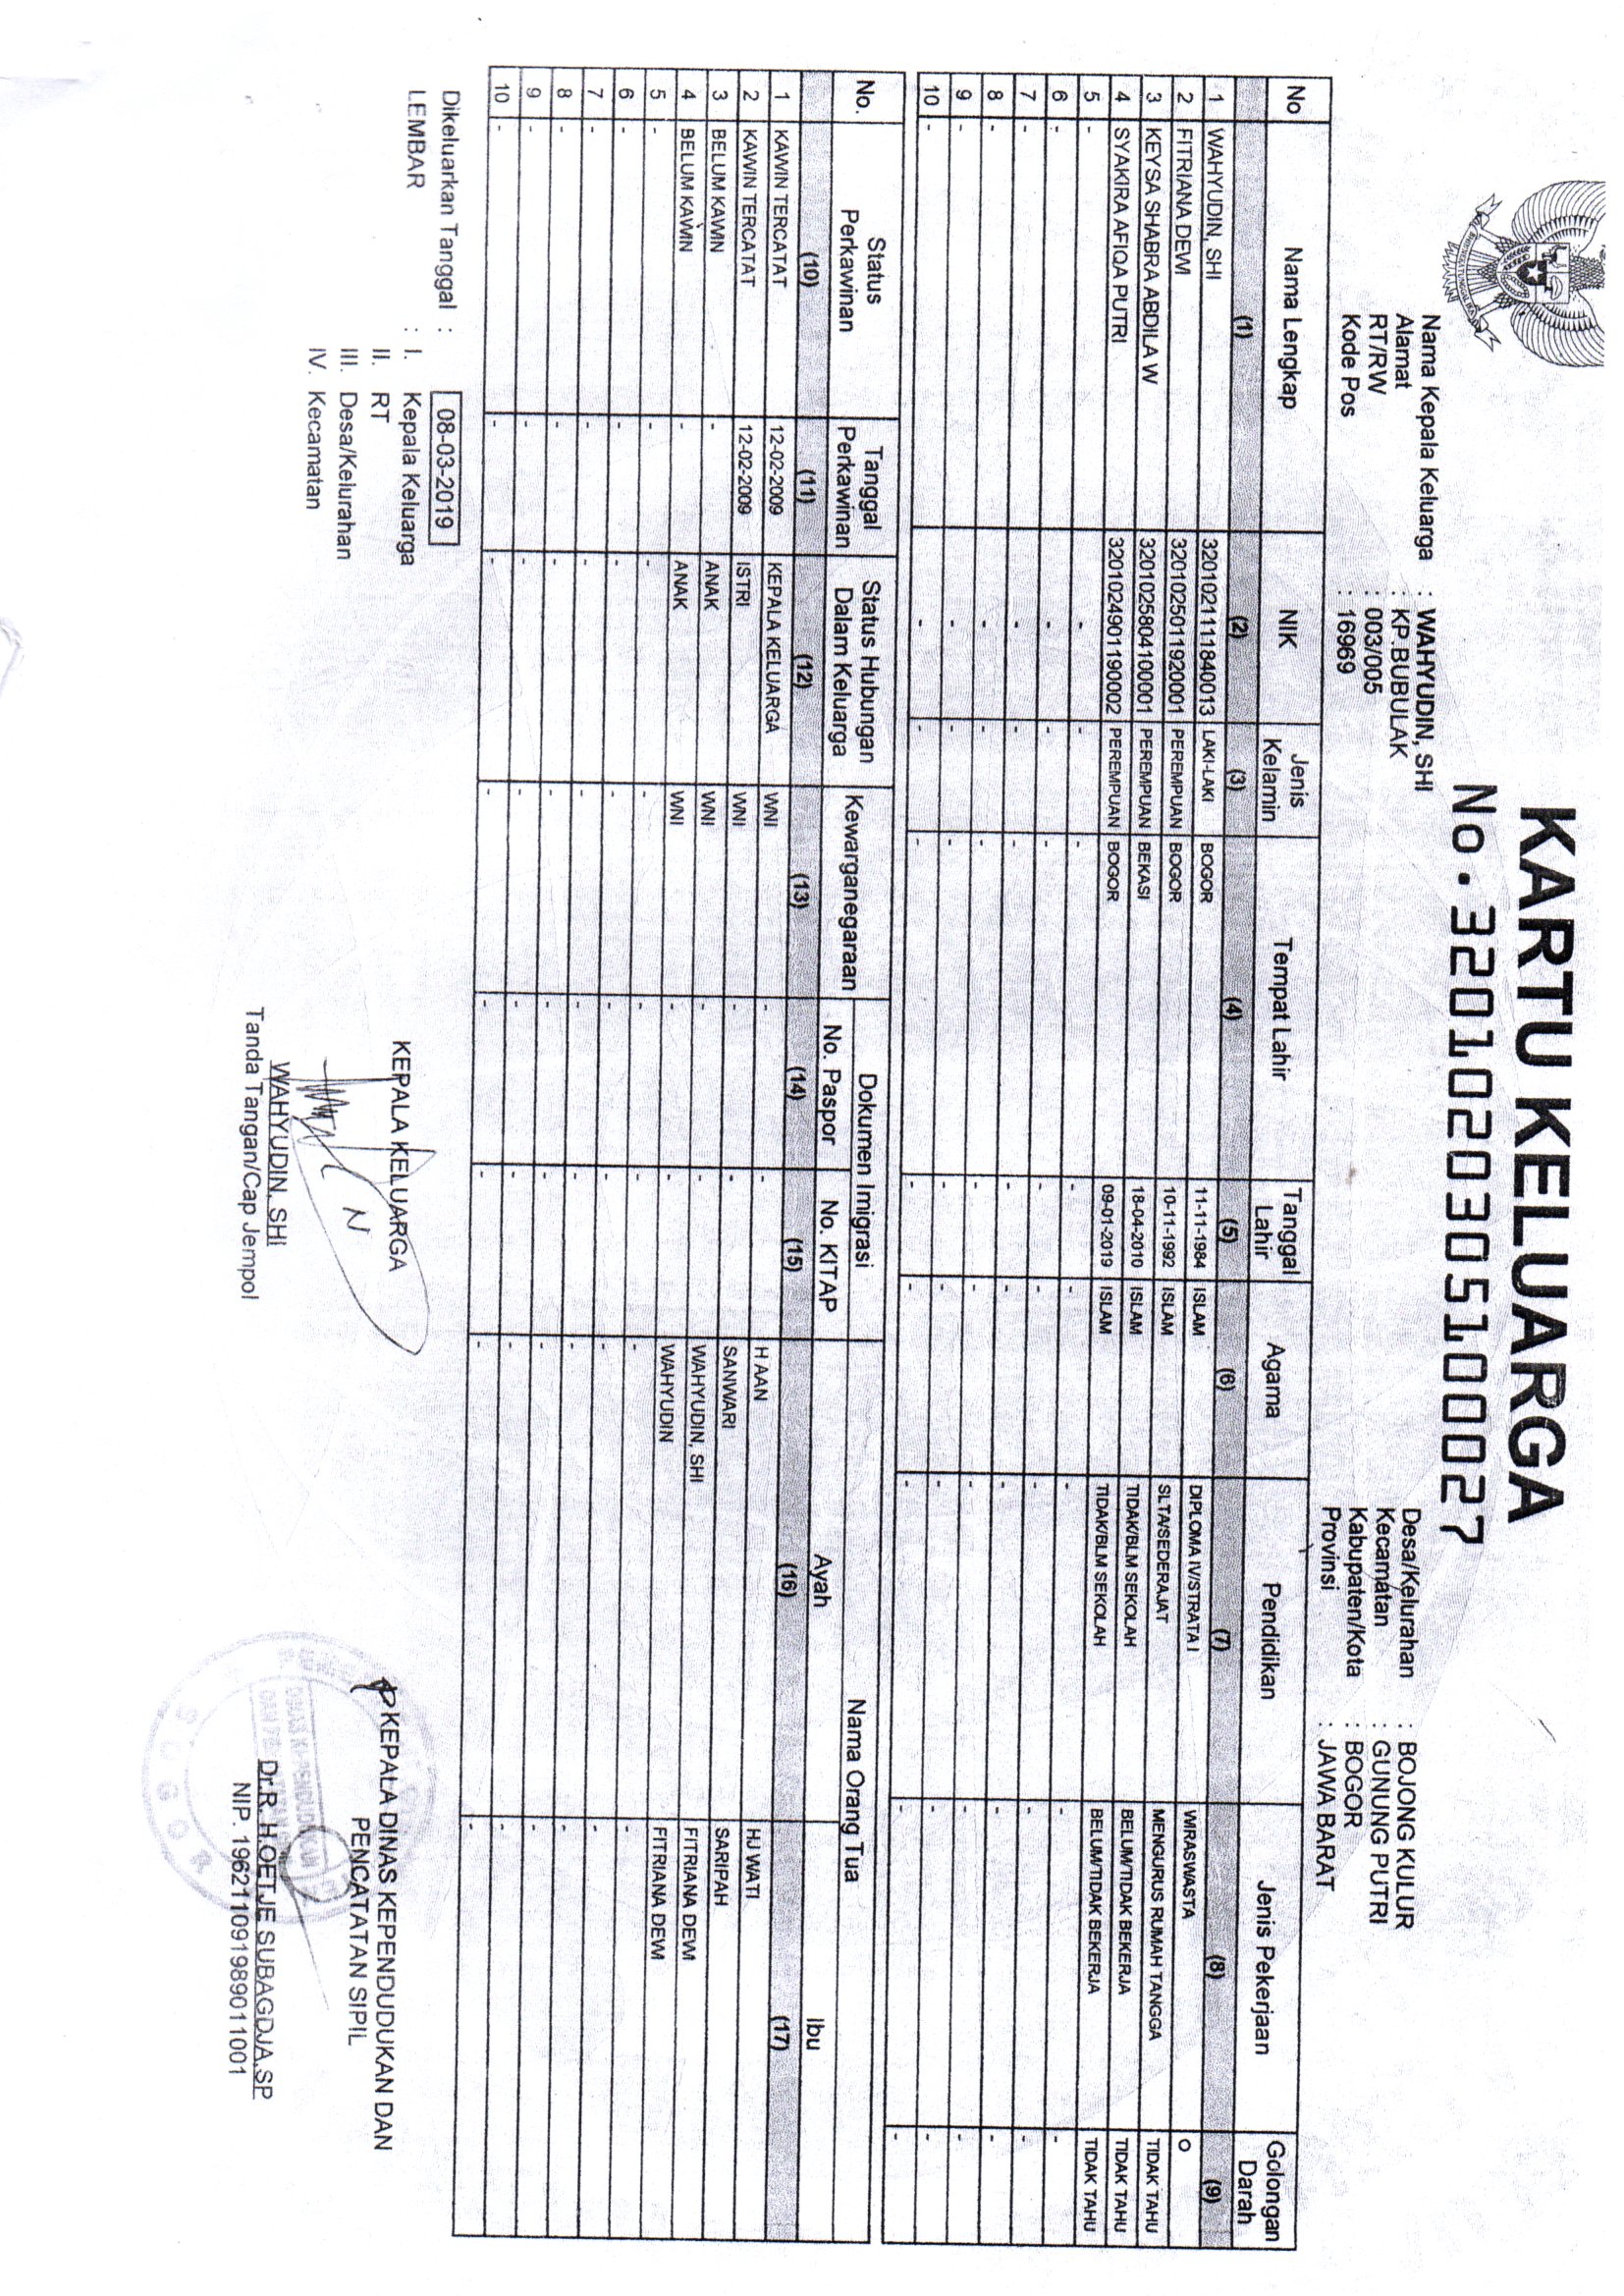 BHINNEKA TUNGGAL IKA
KARTU KELUARGA
No.3201020305100027
Nama Kepala Keluarga : WAHYUDIN, SHI
Alamat : KP.BUBULAK
RT/RW : 003/005
Kode Pos : 16969
Desa/Kelurahan : BOJONG KULUR
Kecamatan : GUNUNG PUTRI
Kabupaten/Kota : BOGOR
Provinsi : JAWA BARAT
No Nama Lengkap NIK Jenis Kelamin Tempat Lahir Tanggal Lahir Agama Pendidikan Jenis Pekerjaan Golongan Darah
(1) (2) (3) (4) (5) (6) (7) (8) (9)
1 WAHYUDIN, SHI 3201021111840013 LAKI-LAKI BOGOR 11-11-1984 ISLAM DIPLOMA IV/STRATA I WIRASWASTA O
2 FITRIANA DEWI 3201025011920001 PEREMPUAN BOGOR 10-11-1992 ISLAM SLTA/SEDERAJAT MENGURUS RUMAH TANGGA TIDAK TAHU
3 KEYSA SHABRA ABDILA W 3201025804100001 PEREMPUAN BEKASI 18-04-2010 ISLAM TIDAK/BLM SEKOLAH BELUM/TIDAK BEKERJA TIDAK TAHU
4 SYAKIRA AFIQA PUTRI 3201024901190002 PEREMPUAN BOGOR 09-01-2019 ISLAM TIDAK/BLM SEKOLAH BELUM/TIDAK BEKERJA TIDAK TAHU
5 - - - - - - - - -
6 - - - - - - - - -
7 - - - - - - - - -
8 - - - - - - - - -
9 - - - - - - - - -
10 - - - - - - - - -
No. Status Perkawinan Tanggal Perkawinan Status Hubungan Dalam Keluarga Kewarganegaraan Dokumen Imigrasi Nama Orang Tua
No. Paspor No. KITAP Ayah Ibu
(10) (11) (12) (13) (14) (15) (16) (17)
1 KAWIN TERCATAT 12-02-2009 KEPALA KELUARGA WNI - - H AAN HJ WATI
2 KAWIN TERCATAT 12-02-2009 ISTRI WNI - - SANWARI SARIPAH
3 BELUM KAWIN - ANAK WNI - - WAHYUDIN, SHI FITRIANA DEWI
4 BELUM KAWIN - ANAK WNI - - WAHYUDIN FITRIANA DEWI
5 - - - - - - - -
6 - - - - - - - -
7 - - - - - - - -
8 - - - - - - - -
9 - - - - - - - -
10 - - - - - - - -
Dikeluarkan Tanggal : 08-03-2019
LEMBAR : I. Kepala Keluarga
II. RT
III. Desa/Kelurahan
IV. Kecamatan
KEPALA KELUARGA
WAHYUDIN, SHI
Tanda Tangan/Cap Jempol
KEPALA DINAS KEPENDUDUKAN DAN
PENCATATAN SIPIL
DINAS KEPENDUDUKAN
Dr.R. H.OETJE SUBAGDJA,SP
NIP. 196211091989011001
BOGOR